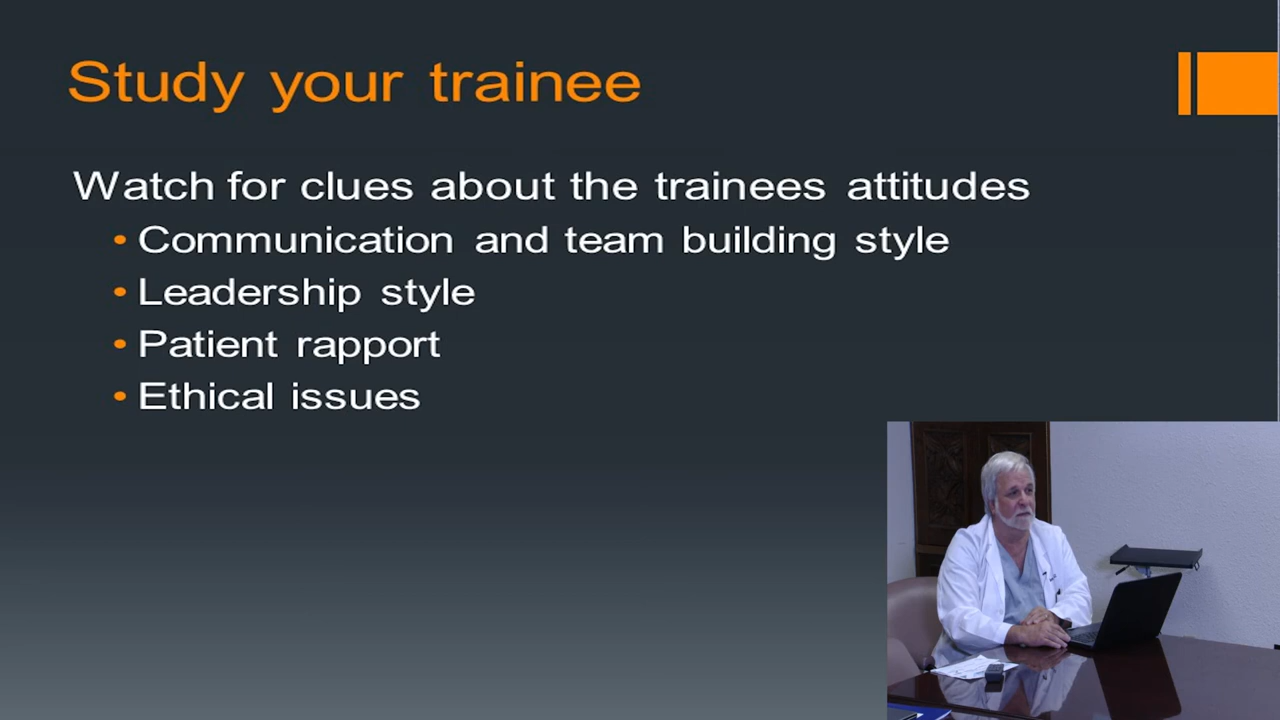 Study your trainee
Watch for clues about the trainees attitudes
• Communication and team building style
• Leadership style
• Patient rapport
• Ethical issues